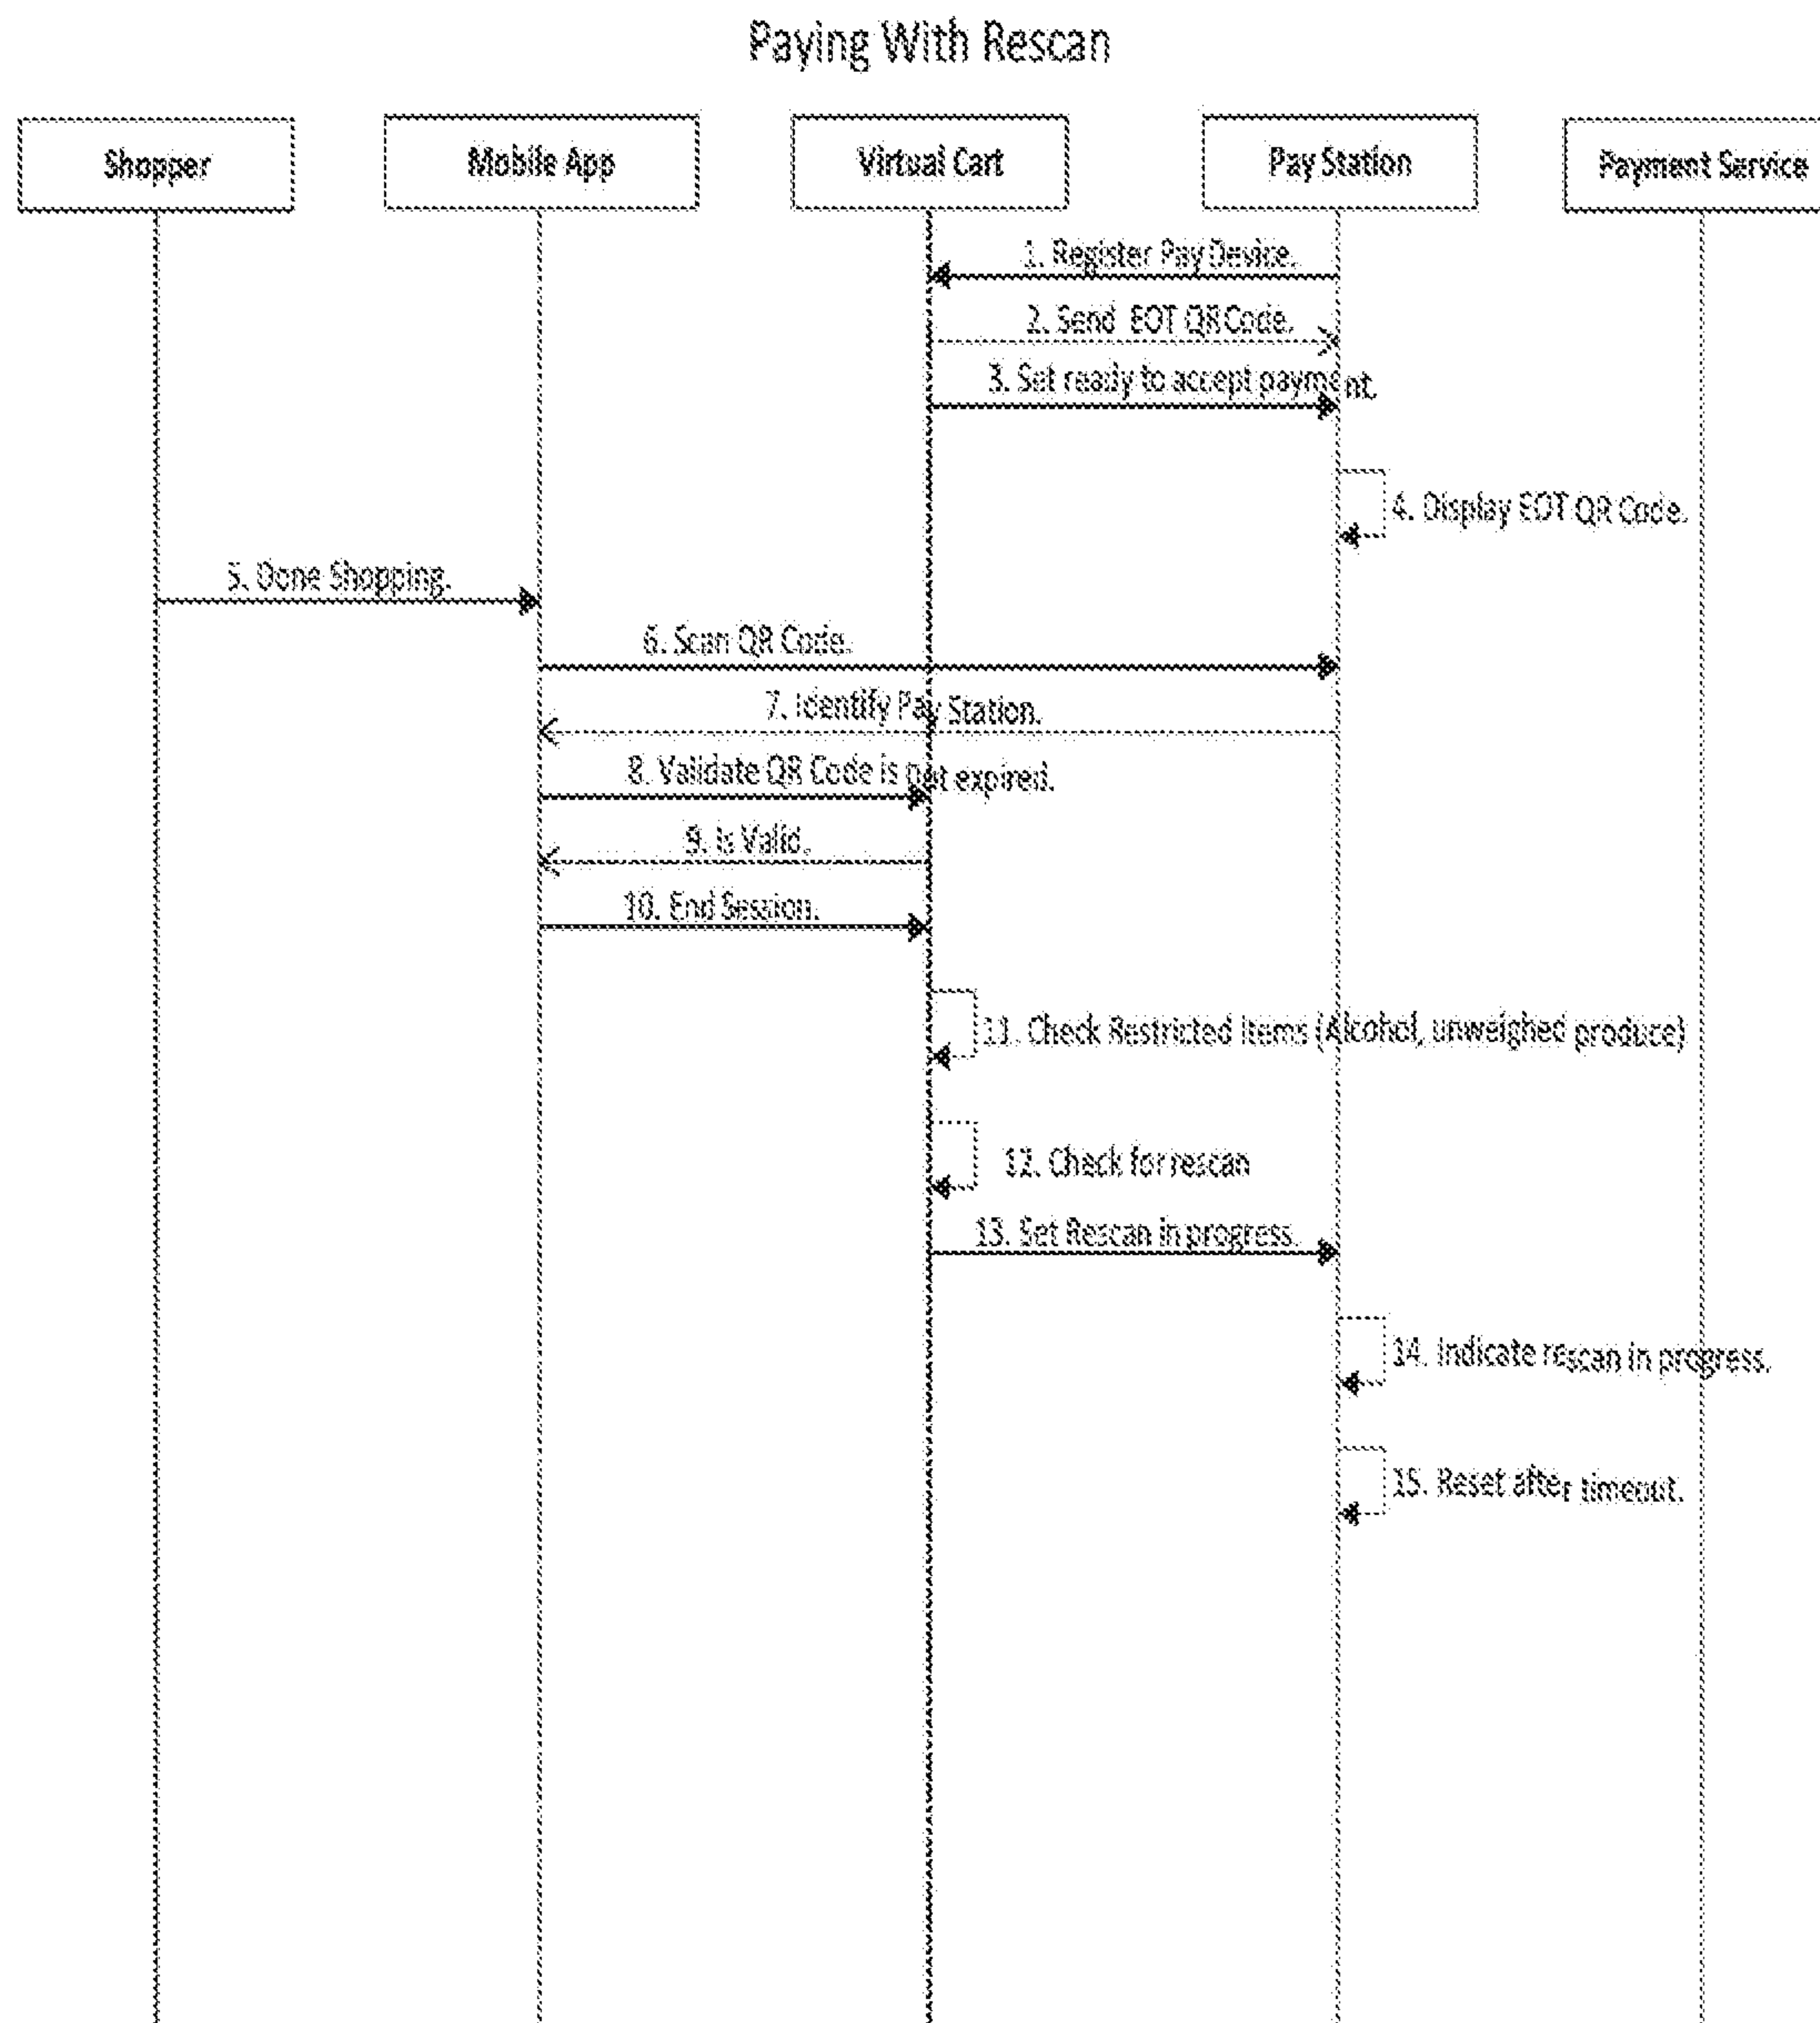 Paying With Rescan
Shopper
Mobile App
Virtual Cart
Pay Station
Payment Service
1. Register Pay Device.
2. Send EOT QR Code.
3. Set ready to accept payment.
4. Display EOT QR Code.
5. Done Shopping.
6. Scan QR Code.
7. Identify Pay Station.
8. Validate QR Code is not expired.
9. Is Valid.
10. End Session.
11. Check Restricted Items (Alcohol, unweighed produce)
12. Check for rescan
13. Set Rescan in progress.
14. Indicate rescan in progress.
15. Reset after timeout.